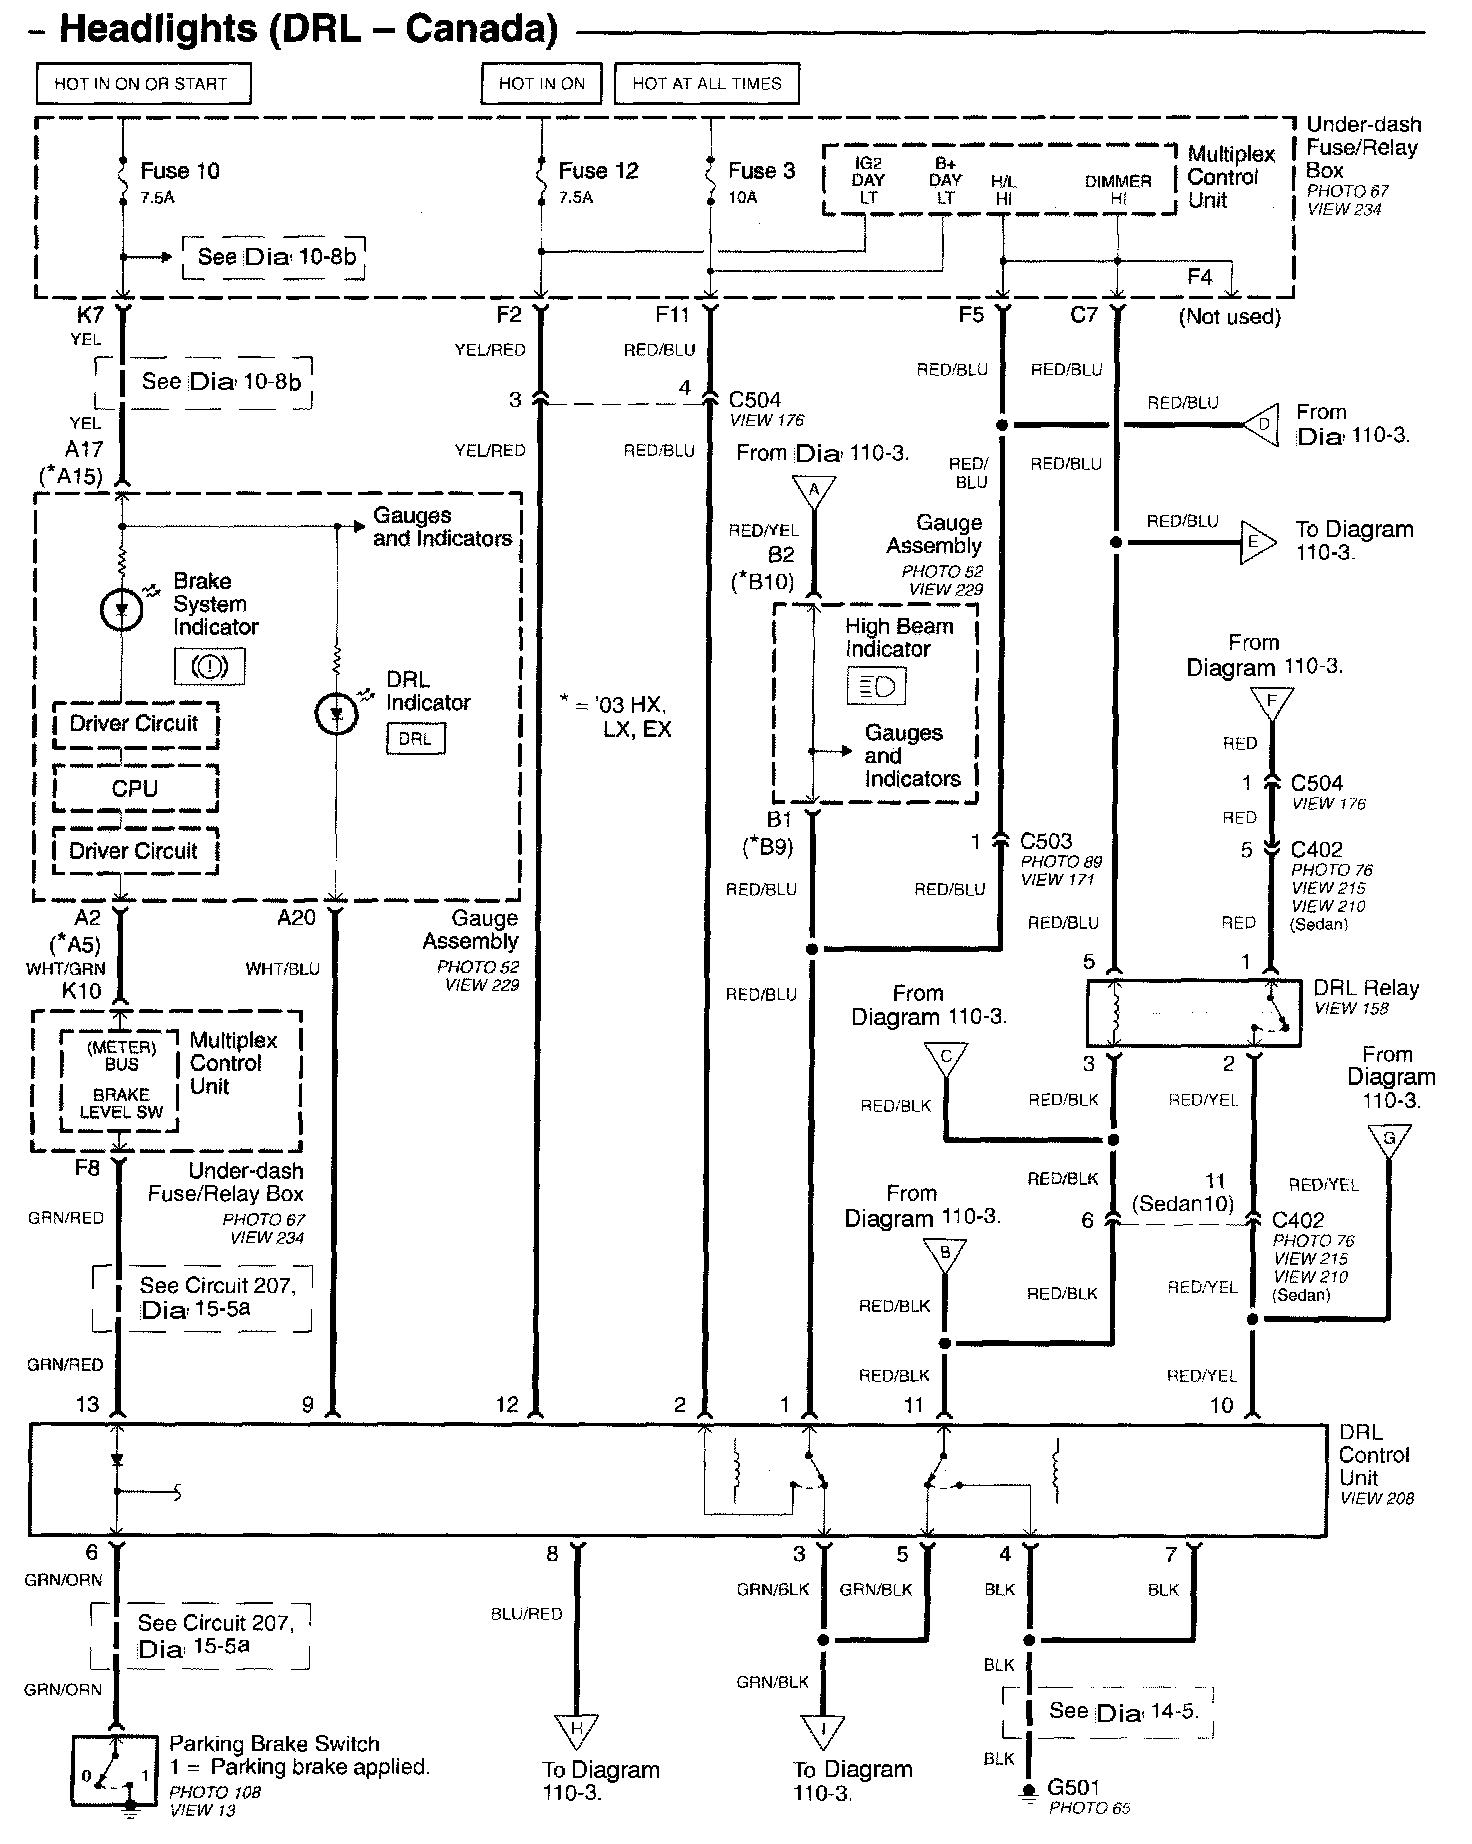 – Headlights (DRL – Canada)
HOT IN ON OR START
HOT IN ON
HOT AT ALL TIMES
Under-dash
Fuse/Relay
Box
PHOTO 67
VIEW 234
Fuse 10
7.5A
Fuse 12
7.5A
Fuse 3
10A
IG2
DAY
LT
B+
DAY
LT
H/L
HI
DIMMER
HI
Multiplex
Control
Unit
See Dia 10-8b
F4
K7
F2
F11
F5
C7
(Not used)
YEL
YEL/RED
RED/BLU
RED/BLU
RED/BLU
See Dia 10-8b
3
4
C504
VIEW 176
RED/BLU
D
From
Dia 110-3.
YEL
A17
(*A15)
YEL/RED
RED/BLU
From Dia 110-3.
A
RED/
BLU
RED/BLU
Gauges
and Indicators
RED/YEL
B2
(*B10)
Gauge
Assembly
PHOTO 52
VIEW 229
RED/BLU
E
To Diagram
110-3.
Brake
System
Indicator
DRL
Indicator
DRL
* = '03 HX,
LX, EX
High Beam
Indicator
Gauges
and
Indicators
From
Diagram 110-3.
F
RED
1
C504
VIEW 176
RED
5
C402
PHOTO 76
VIEW 215
VIEW 210
(Sedan)
RED
Driver Circuit
CPU
Driver Circuit
B1
(*B9)
1
C503
PHOTO 89
VIEW 171
RED/BLU
RED/BLU
RED/BLU
A2
(*A5)
WHT/GRN
K10
A20
WHT/BLU
Gauge
Assembly
PHOTO 52
VIEW 229
RED/BLU
5
1
DRL Relay
VIEW 158
From
Diagram 110-3.
C
RED/BLK
3
2
RED/BLK
RED/YEL
From
Diagram
110-3.
G
(METER)
BUS
BRAKE
LEVEL SW
Multiplex
Control
Unit
F8
Under-dash
Fuse/Relay Box
PHOTO 67
VIEW 234
GRN/RED
RED/BLK
11
(Sedan10)
RED/YEL
From
Diagram 110-3.
B
6
C402
PHOTO 76
VIEW 215
VIEW 210
(Sedan)
See Circuit 207,
Dia 15-5a
RED/BLK
RED/BLK
RED/YEL
GRN/RED
RED/BLK
RED/YEL
13
9
12
2
1
11
10
DRL
Control
Unit
VIEW 208
6
8
3
5
4
7
GRN/ORN
BLU/RED
GRN/BLK
GRN/BLK
BLK
BLK
See Circuit 207,
Dia 15-5a
GRN/ORN
GRN/BLK
BLK
See Dia 14-5.
BLK
H
I
To Diagram
110-3.
To Diagram
110-3.
G501
PHOTO 65
0
1
Parking Brake Switch
1 = Parking brake applied.
PHOTO 108
VIEW 13